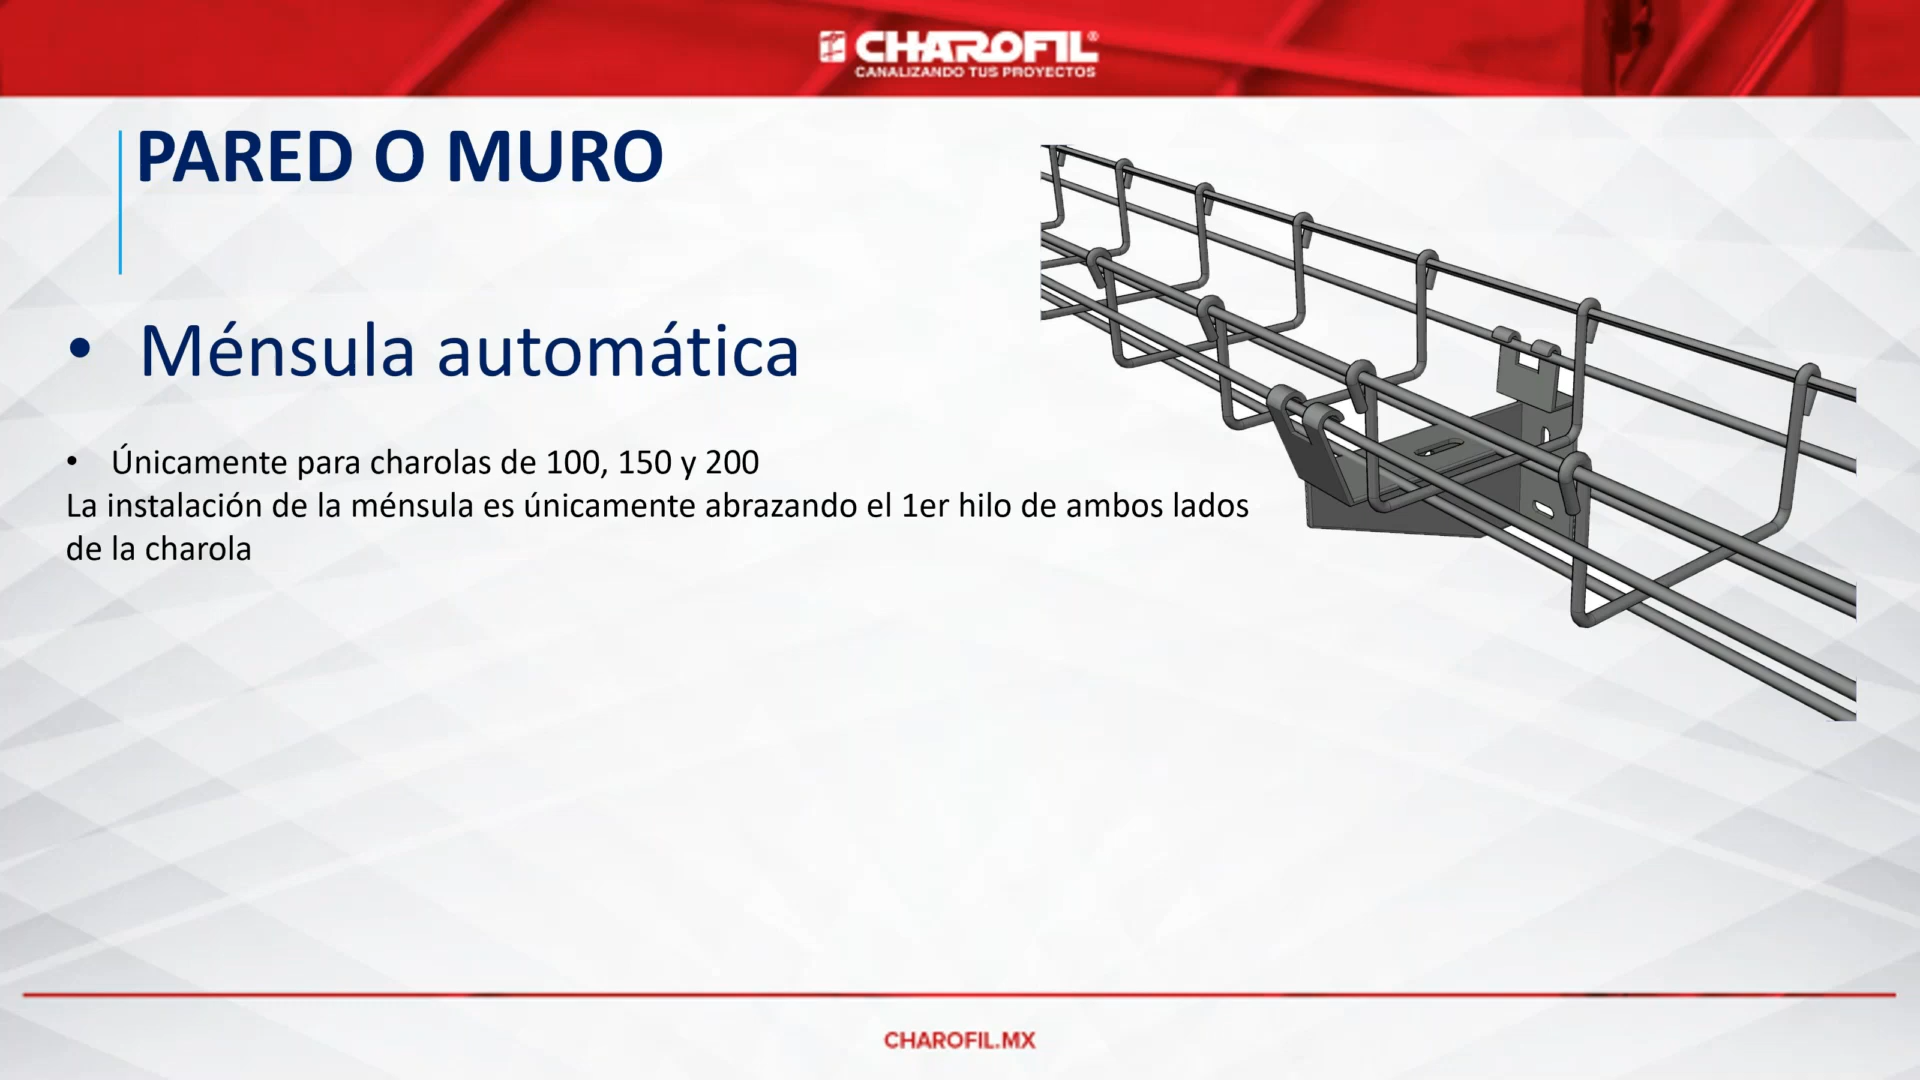 CHAROFIL®
CANALIZANDO TUS PROYECTOS
PARED O MURO
• Ménsula automática
• Únicamente para charolas de 100, 150 y 200
La instalación de la ménsula es únicamente abrazando el 1er hilo de ambos lados
de la charola
CHAROFIL.MX